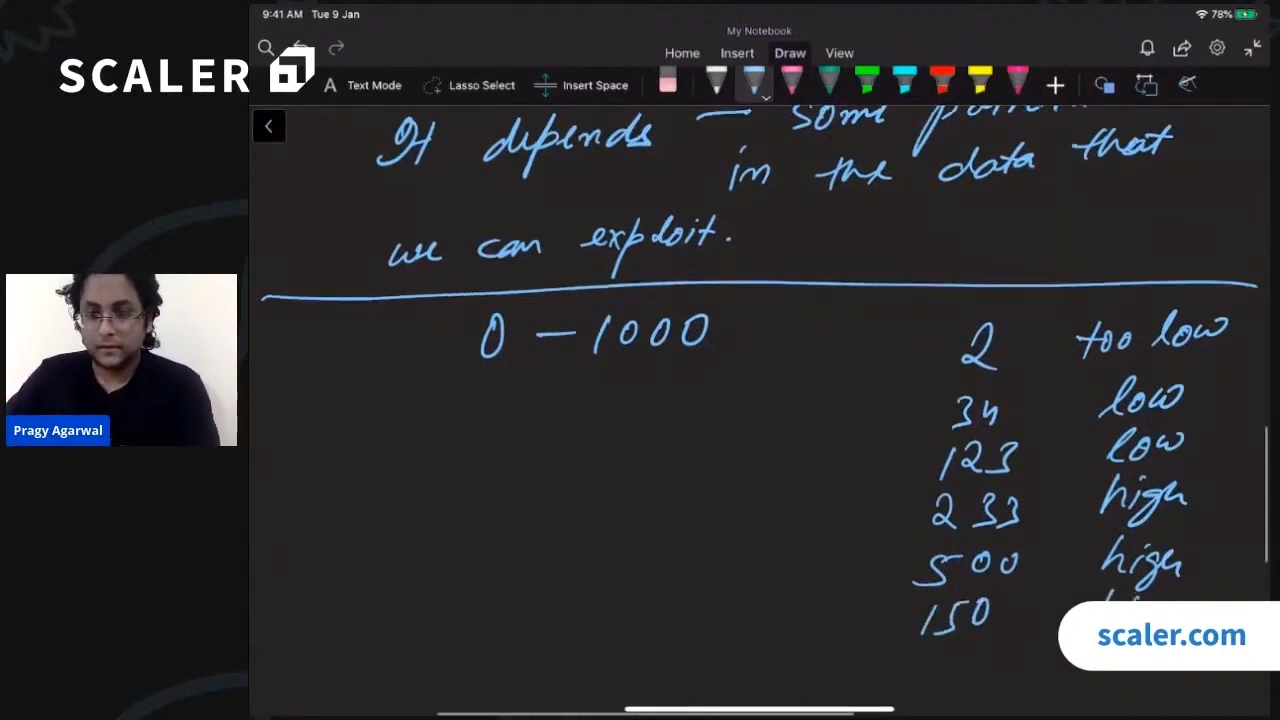 9:41 AM Tue 9 Jan
78%
My Notebook
SCALER
Home Insert Draw View
A Text Mode Lasso Select Insert Space
It depends — some
in the data that
we can exploit.
0 — 1000
2 too low
34 low
123 low
233 high
500 high
150
Pragy Agarwal
scaler.com